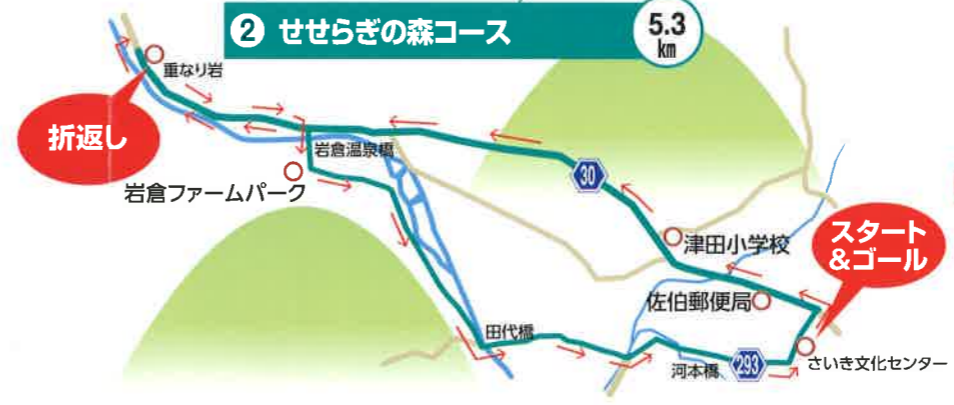 ② せせらぎの森コース
5.3
km
重なり岩
折返し
岩倉温泉橋
岩倉ファームパーク
30
津田小学校
スタート
&ゴール
佐伯郵便局
田代橋
河本橋
293
さいき文化センター